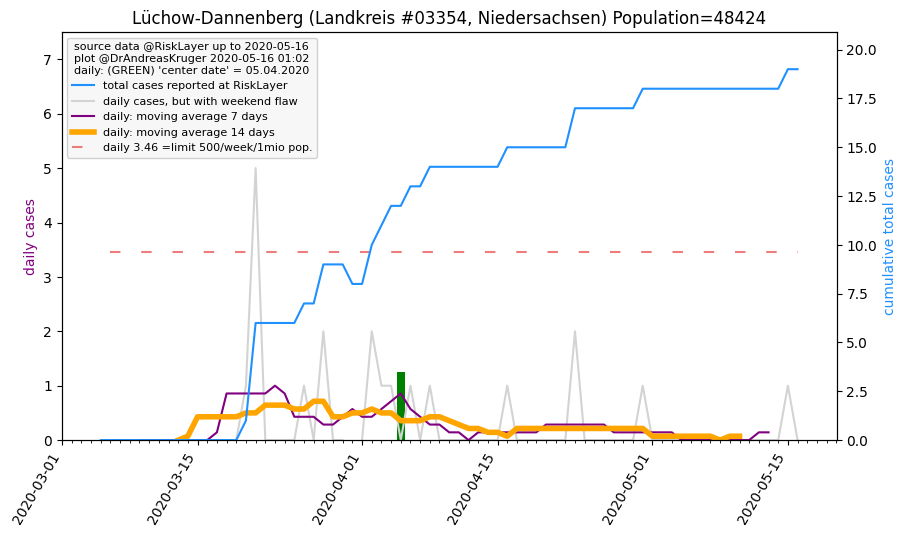 Lüchow-Dannenberg (Landkreis #03354, Niedersachsen) Population=48424
source data @RiskLayer up to 2020-05-16
plot @DrAndreasKruger 2020-05-16 01:02
daily: (GREEN) 'center date' = 05.04.2020
total cases reported at RiskLayer
daily cases, but with weekend flaw
daily: moving average 7 days
daily: moving average 14 days
daily 3.46 =limit 500/week/1mio pop.
daily cases
7
6
5
4
3
2
1
0
20.0
17.5
15.0
12.5
10.0
7.5
5.0
2.5
0.0
cumulative total cases
2020-03-01
2020-03-15
2020-04-01
2020-04-15
2020-05-01
2020-05-15